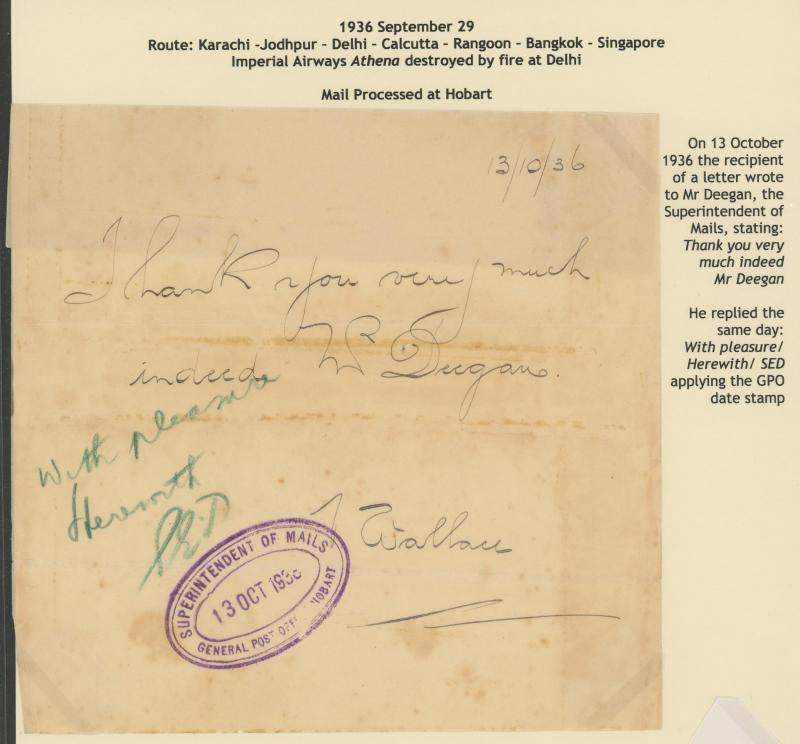 1936 September 29
Route: Karachi -Jodhpur - Delhi - Calcutta - Rangoon - Bangkok - Singapore
Imperial Airways Athena destroyed by fire at Delhi
Mail Processed at Hobart
13/10/36
Thank you very much
indeed Mr Deegan.
With pleasure
Herewith
SED
J Wallace
SUPERINTENDENT OF MAILS
13 OCT 1936
GENERAL POST OFFI HOBART
On 13 October
1936 the recipient
of a letter wrote
to Mr Deegan, the
Superintendent of
Mails, stating:
Thank you very
much indeed
Mr Deegan
He replied the
same day:
With pleasure/
Herewith/ SED
applying the GPO
date stamp